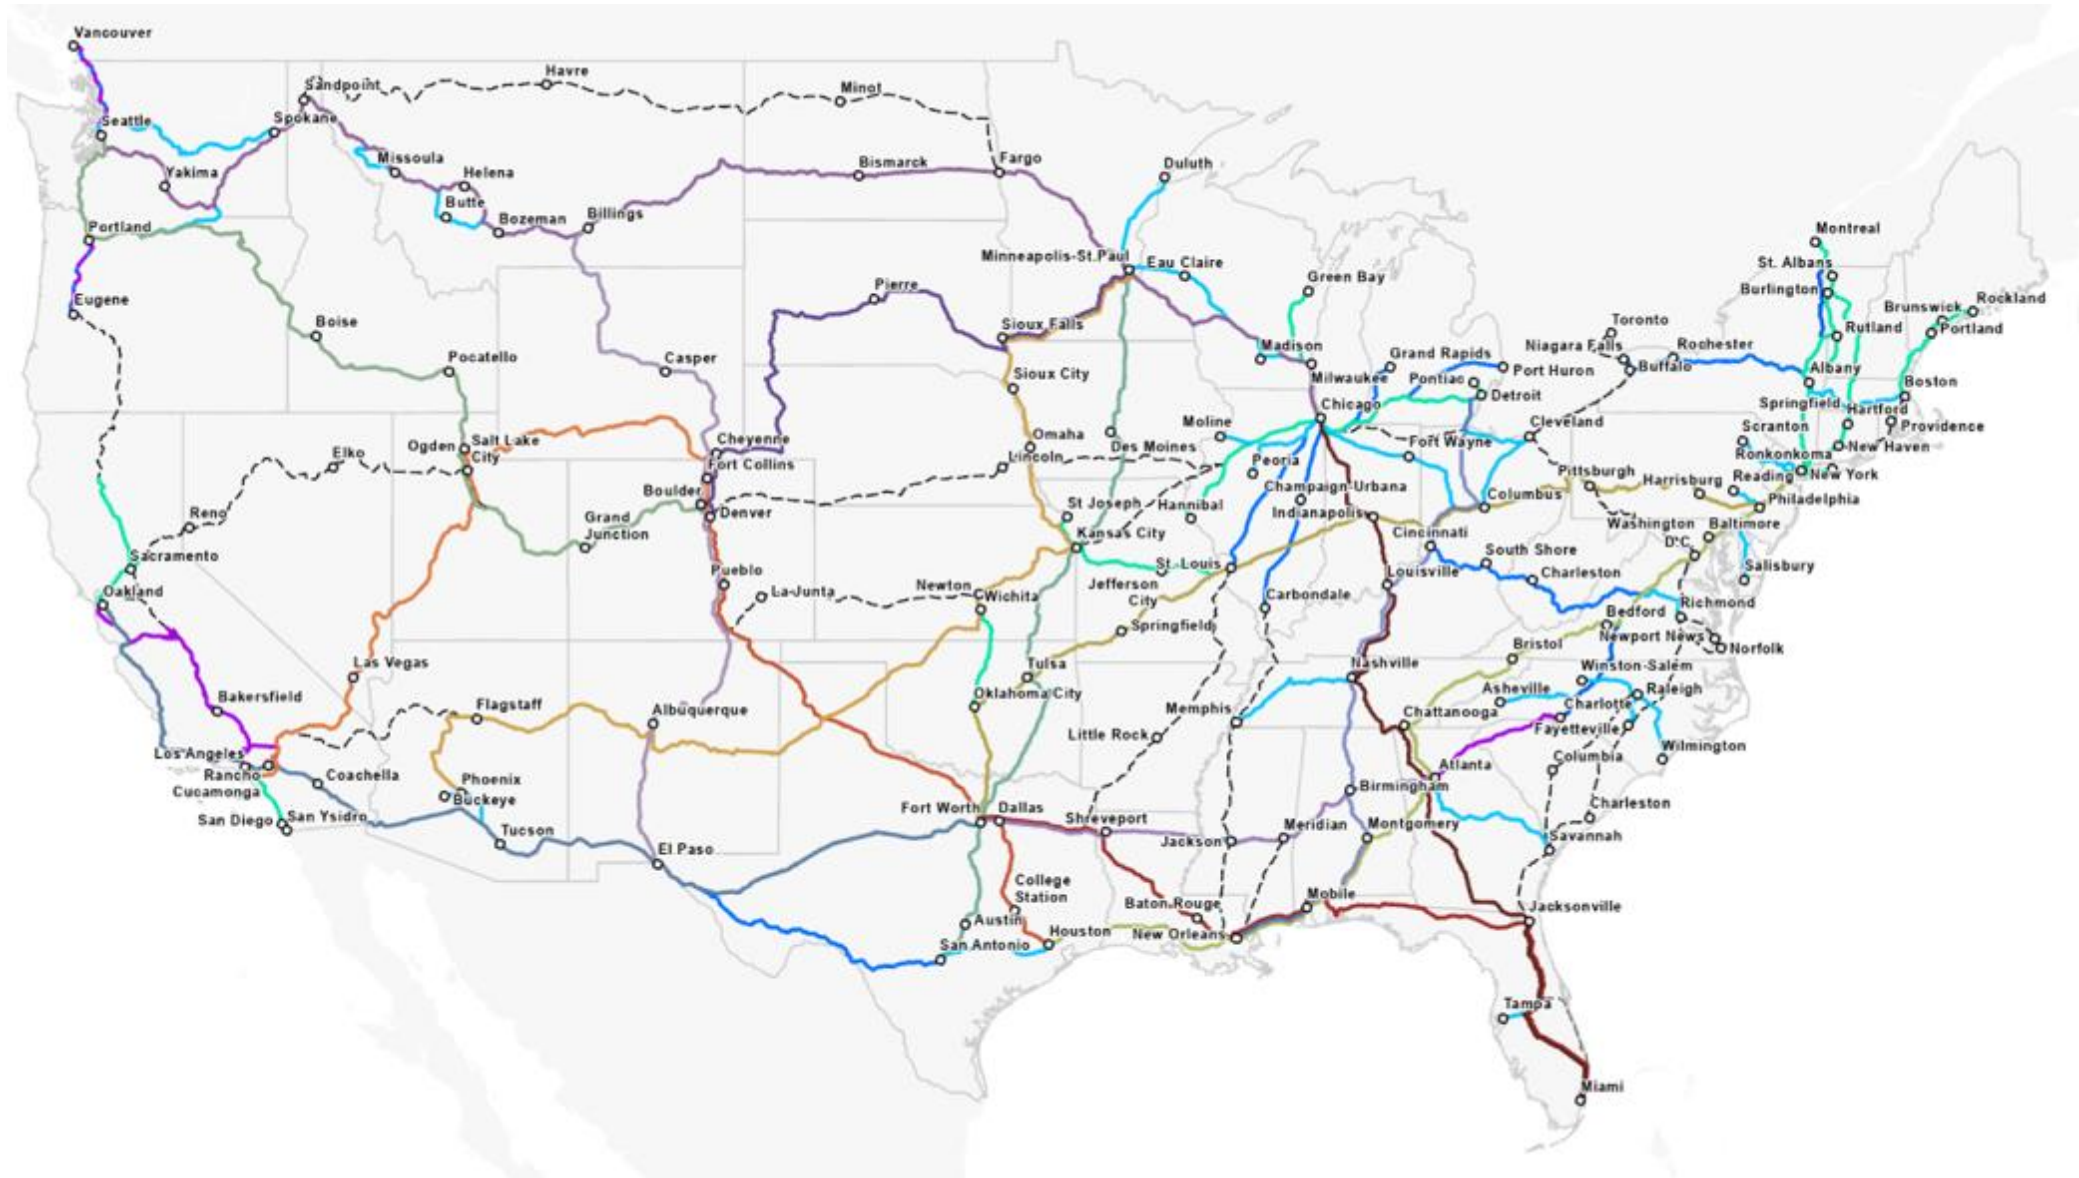 Vancouver
Havre
Sandpoint
Minot
Seattle
Spokane
Missoula
Bismarck
Fargo
Duluth
Yakima
Helena
Butte
Bozeman
Billings
Portland
Montreal
Minneapolis-St.Paul
Eau Claire
St. Albans
Green Bay
Pierre
Burlington
Eugene
Brunswick
Rockland
Boise
Sioux Falls
Toronto
Rutland
Portland
Niagara Falls
Rochester
Madison
Pocatello
Casper
Grand Rapids
Port Huron
Buffalo
Albany
Sioux City
Milwaukee
Pontiac
Boston
Detroit
Chicago
Springfield
Hartford
Moline
Cleveland
Providence
Scranton
Ogden
Salt Lake
City
Cheyenne
Omaha
Des Moines
Fort Wayne
New Haven
Elko
Lincoln
Ronkonkoma
Fort Collins
Peoria
Pittsburgh
Harrisburg
Reading
New York
Boulder
Champaign-Urbana
Columbus
Philadelphia
St Joseph
Hannibal
Reno
Denver
Indianapolis
Grand
Junction
Kansas City
Cincinnati
Washington
D.C.
Baltimore
Sacramento
South Shore
Pueblo
St. Louis
Louisville
Charleston
Salisbury
Oakland
La-Junta
Newton
Wichita
Jefferson
City
Carbondale
Bedford
Richmond
Springfield
Newport News
Norfolk
Bristol
Las Vegas
Tulsa
Nashville
Winston-Salem
Bakersfield
Oklahoma City
Asheville
Raleigh
Flagstaff
Albuquerque
Memphis
Chattanooga
Charlotte
Fayetteville
Little Rock
Wilmington
Los Angeles
Columbia
Rancho
Cucamonga
Coachella
Phoenix
Buckeye
Atlanta
Birmingham
San Diego
San Ysidro
Fort Worth
Dallas
Shreveport
Charleston
Tucson
Meridian
Montgomery
Savannah
Jackson
El Paso
College
Station
Mobile
Baton Rouge
Jacksonville
Austin
Houston
New Orleans
San Antonio
Tampa
Miami